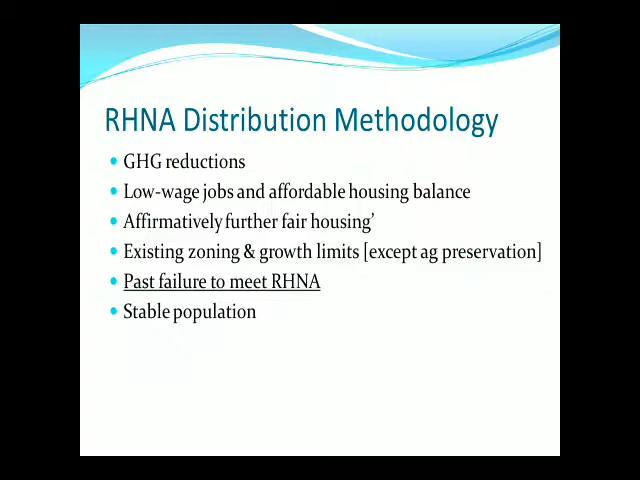 RHNA Distribution Methodology
• GHG reductions
• Low-wage jobs and affordable housing balance
• Affirmatively further fair housing’
• Existing zoning & growth limits [except ag preservation]
• Past failure to meet RHNA
• Stable population